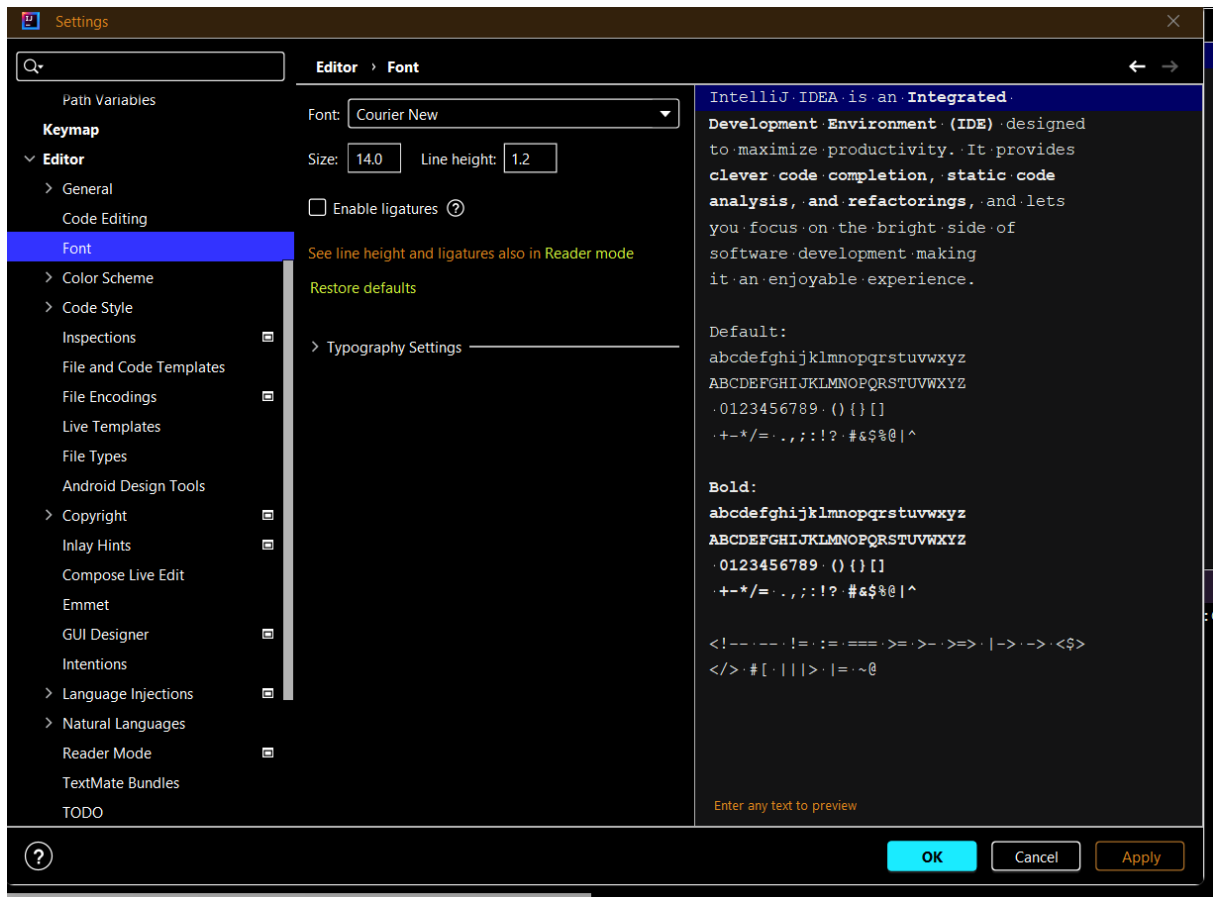 Settings
Editor › Font
Path Variables
Keymap
Editor
General
Code Editing
Font
Color Scheme
Code Style
Inspections
File and Code Templates
File Encodings
Live Templates
File Types
Android Design Tools
Copyright
Inlay Hints
Compose Live Edit
Emmet
GUI Designer
Intentions
Language Injections
Natural Languages
Reader Mode
TextMate Bundles
TODO
Font: Courier New
Size: 14.0 Line height: 1.2
Enable ligatures ?
See line height and ligatures also in Reader mode
Restore defaults
Typography Settings
IntelliJ·IDEA·is·an·Integrated·
Development·Environment·(IDE)·designed
to·maximize·productivity.·It·provides
clever·code·completion,·static·code
analysis,·and·refactorings,·and·lets
you·focus·on·the·bright·side·of
software·development·making
it·an·enjoyable·experience.
Default:
abcdefghijklmnopqrstuvwxyz
ABCDEFGHIJKLMNOPQRSTUVWXYZ
·0123456789·(){}[]
·+-*/=·.,;:!?·#&$%@|^
Bold:
abcdefghijklmnopqrstuvwxyz
ABCDEFGHIJKLMNOPQRSTUVWXYZ
·0123456789·(){}[]
·+-*/=·.,;:!?·#&$%@|^
<!--·--·!=·:=·===·>=·>-·>=>·|->·->·<$>
</>·#[·|||>·|=·~@
Enter any text to preview
?
OK
Cancel
Apply